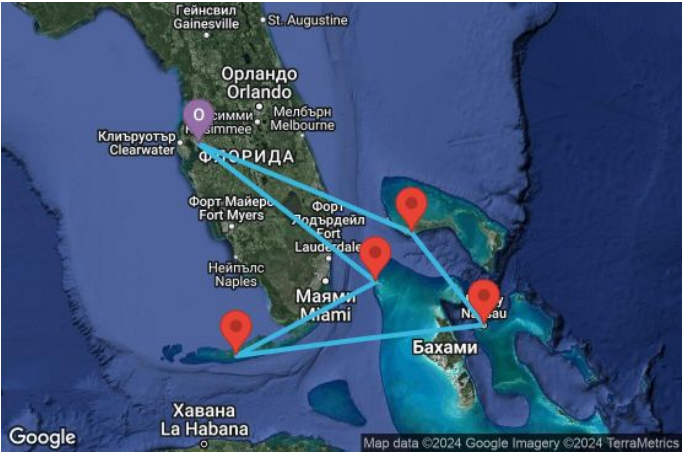 Гейнсвил
Gainesville
St. Augustine
Орландо
Orlando
Мелбърн
Melbourne
Клиъруотър
Clearwater
ФЛОРИДА
Форт Майерс
Fort Myers
Форт
Лодърдейл
Fort
Lauderdale
Нейпълс
Naples
Маями
Miami
Nassau
Бахами
Хавана
La Habana
Google
Map data ©2024 Google Imagery ©2024 TerraMetrics